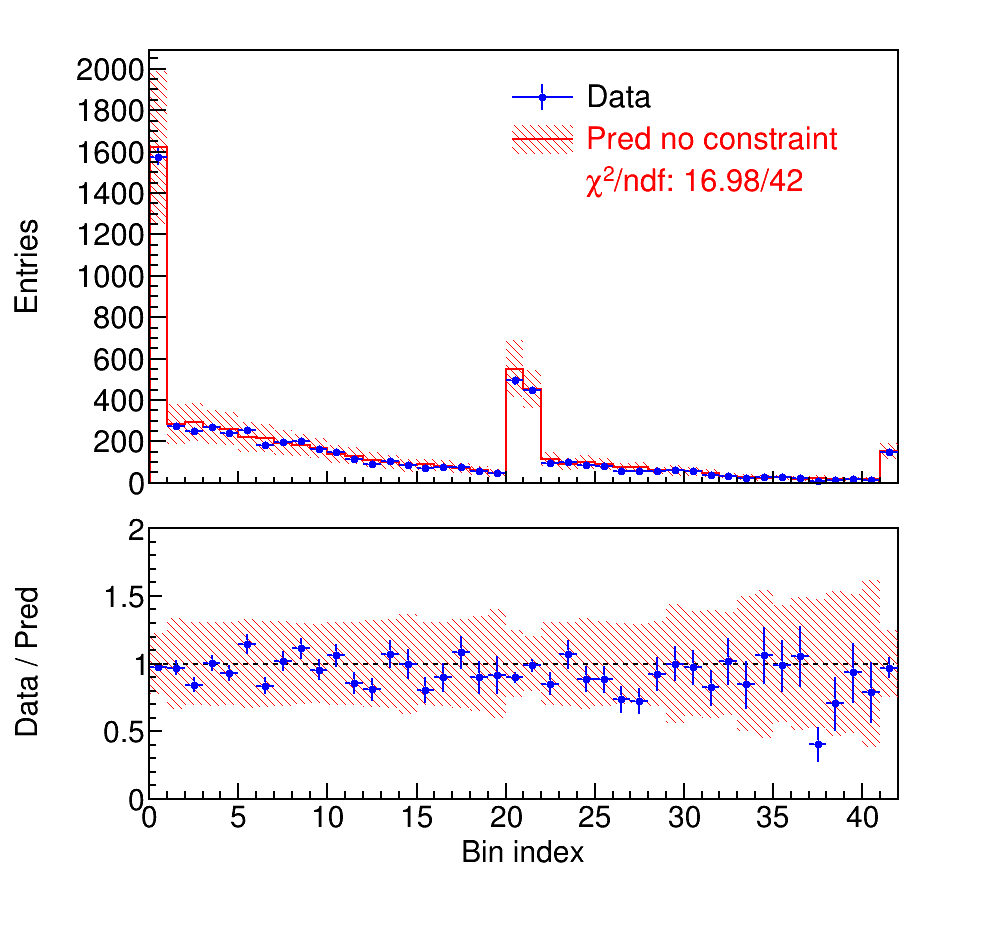 2000
1800
1600
1400
1200
1000
800
600
400
200
0
Entries
Data
Pred no constraint
χ²/ndf: 16.98/42
2
1.5
1
0.5
0
Data / Pred
0 5 10 15 20 25 30 35 40
Bin index